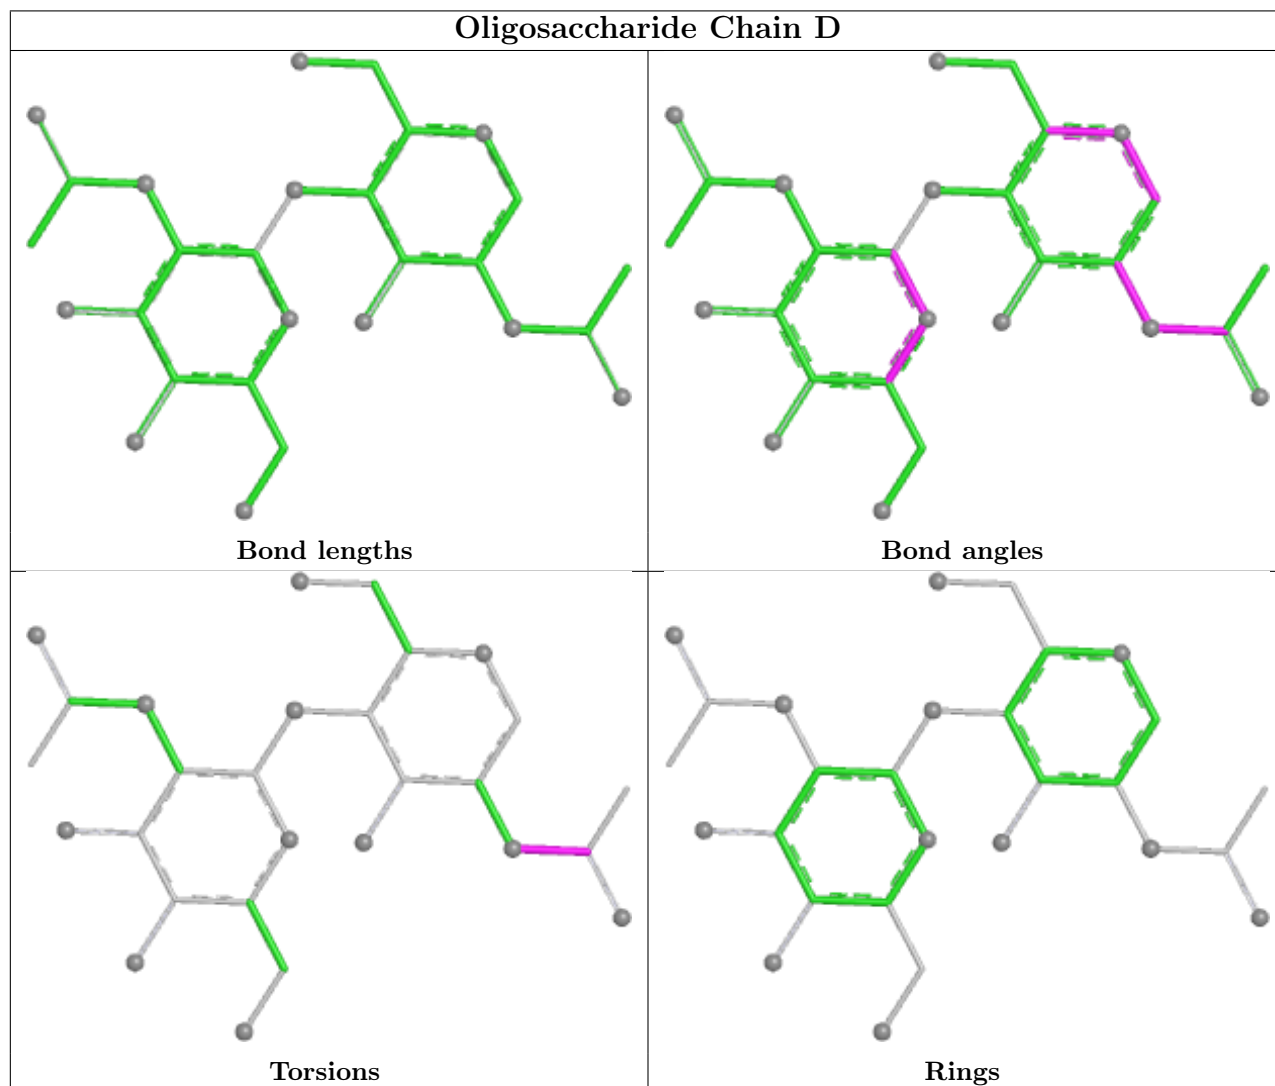 Oligosaccharide Chain D
Bond lengths
Bond angles
Torsions
Rings